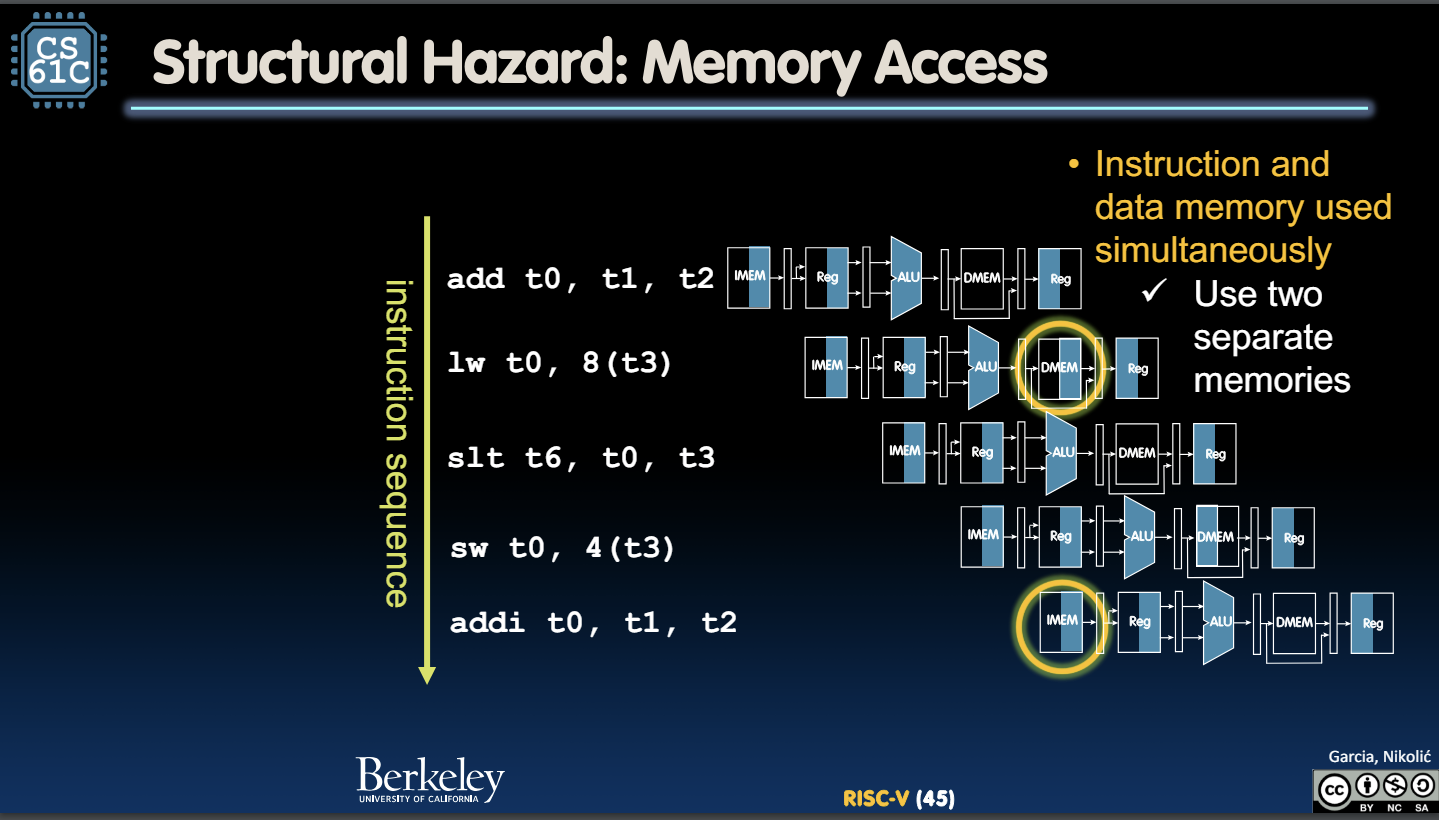 CS
61C
Structural Hazard: Memory Access
• Instruction and
data memory used
simultaneously
✓ Use two
separate
memories
instruction sequence
add t0, t1, t2
IMEM Reg ALU DMEM Reg
lw t0, 8(t3)
IMEM Reg ALU DMEM Reg
slt t6, t0, t3
IMEM Reg ALU DMEM Reg
sw t0, 4(t3)
IMEM Reg ALU DMEM Reg
addi t0, t1, t2
IMEM Reg ALU DMEM Reg
Berkeley
UNIVERSITY OF CALIFORNIA
RISC-V (45)
Garcia, Nikolić
cc
BY NC SA